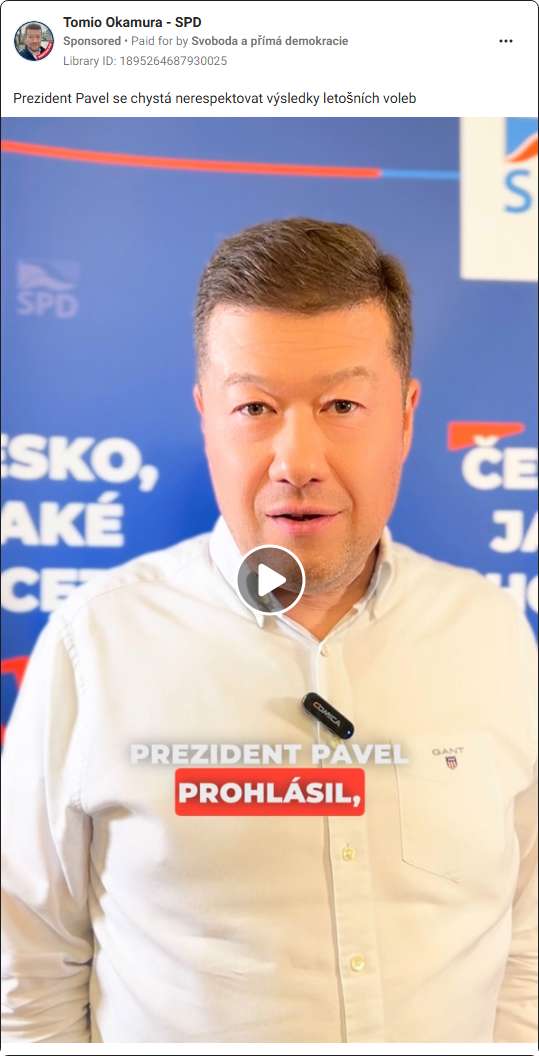 Tomio Okamura - SPD
Sponsored • Paid for by Svoboda a přímá demokracie
Library ID: 1895264687930025
Prezident Pavel se chystá nerespektovat výsledky letošních voleb
S
SPD
ESKO,
AKÉ
CE
ČE
JA
HO
COMICA
PREZIDENT PAVEL
GANT
PROHLÁSIL,